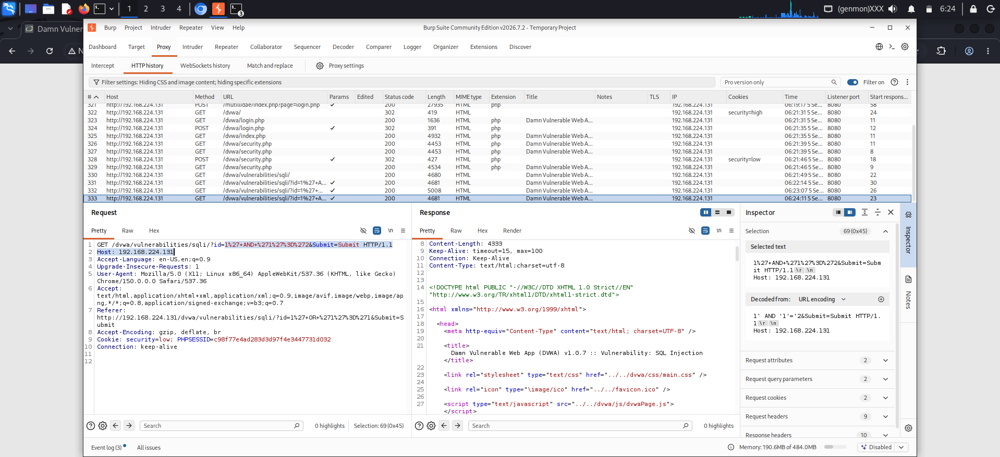 1 2 3 4 3 (genmon)XXX 6:24
Damn Vulner
N
Burp Project Intruder Repeater View Help Burp Suite Community Edition v2026.7.2 - Temporary Project
Dashboard Target Proxy Intruder Repeater Collaborator Sequencer Decoder Comparer Logger Organizer Extensions Discover
Intercept HTTP history WebSockets history Match and replace Proxy settings
Filter settings: Hiding CSS and image content; hiding specific extensions Pro version only Filter on
# Host Method URL Params Edited Status code Length MIME type Extension Title Notes TLS IP Cookies Time Listener port Start respons...
321 http://192.168.224.131 POST /mutillidae/index.php?page=login.php ✓ 200 27935 HTML php 192.168.224.131 06:19:17 5 Se... 8080 58
322 http://192.168.224.131 GET /dvwa/ 302 419 HTML 192.168.224.131 security=high 06:21:31 5 Se... 8080 24
323 http://192.168.224.131 GET /dvwa/login.php 200 1636 HTML php Damn Vulnerable Web A... 192.168.224.131 06:21:31 5 Se... 8080 11
324 http://192.168.224.131 POST /dvwa/login.php ✓ 302 391 HTML php 192.168.224.131 06:21:35 5 Se... 8080 12
325 http://192.168.224.131 GET /dvwa/index.php 200 4932 HTML php Damn Vulnerable Web A... 192.168.224.131 06:21:35 5 Se... 8080 11
326 http://192.168.224.131 GET /dvwa/security.php 200 4453 HTML php Damn Vulnerable Web A... 192.168.224.131 06:21:39 5 Se... 8080 11
327 http://192.168.224.131 GET /dvwa/security.php 200 4453 HTML php Damn Vulnerable Web A... 192.168.224.131 06:21:39 5 Se... 8080 8
328 http://192.168.224.131 POST /dvwa/security.php ✓ 302 427 HTML php 192.168.224.131 security=low 06:21:46 5 Se... 8080 18
329 http://192.168.224.131 GET /dvwa/security.php 200 4534 HTML php Damn Vulnerable Web A... 192.168.224.131 06:21:46 5 Se... 8080 9
330 http://192.168.224.131 GET /dvwa/vulnerabilities/sqli/ 200 4680 HTML Damn Vulnerable Web A... 192.168.224.131 06:21:49 5 Se... 8080 22
331 http://192.168.224.131 GET /dvwa/vulnerabilities/sqli/?id=1%27+A... ✓ 200 4681 HTML Damn Vulnerable Web A... 192.168.224.131 06:22:14 5 Se... 8080 30
332 http://192.168.224.131 GET /dvwa/vulnerabilities/sqli/?id=1%27+... ✓ 200 5008 HTML Damn Vulnerable Web A... 192.168.224.131 06:23:07 5 Se... 8080 26
333 http://192.168.224.131 GET /dvwa/vulnerabilities/sqli/?id=1%27+A... ✓ 200 4681 HTML Damn Vulnerable Web A... 192.168.224.131 06:24:11 5 Se... 8080 23
Request
Pretty Raw Hex \n
1 GET /dvwa/vulnerabilities/sqli/?id=1%27+AND+%271%27%3D%272&Submit=Submit HTTP/1.1
2 Host: 192.168.224.131
3 Accept-Language: en-US,en;q=0.9
4 Upgrade-Insecure-Requests: 1
5 User-Agent: Mozilla/5.0 (X11; Linux x86_64) AppleWebKit/537.36 (KHTML, like Gecko)
Chrome/150.0.0.0 Safari/537.36
6 Accept:
text/html,application/xhtml+xml,application/xml;q=0.9,image/avif,image/webp,image/ap
ng,*/*;q=0.8,application/signed-exchange;v=b3;q=0.7
7 Referer:
http://192.168.224.131/dvwa/vulnerabilities/sqli/?id=1%27+OR+%271%27%3D%271&Submit=S
ubmit
8 Accept-Encoding: gzip, deflate, br
9 Cookie: security=low; PHPSESSID=c98f77e4ad283d3d97f4e3447731d032
10 Connection: keep-alive
11
12
Search 0 highlights Selection: 69 (0x45)
Response
Pretty Raw Hex Render \n
8 Content-Length: 4333
9 Keep-Alive: timeout=15, max=100
10 Connection: Keep-Alive
11 Content-Type: text/html;charset=utf-8
12
13
14 <!DOCTYPE html PUBLIC "-//W3C//DTD XHTML 1.0 Strict//EN"
"http://www.w3.org/TR/xhtml1/DTD/xhtml1-strict.dtd">
15
16 <html xmlns="http://www.w3.org/1999/xhtml">
17
18 <head>
19 <meta http-equiv="Content-Type" content="text/html; charset=UTF-8" />
20
21 <title>
Damn Vulnerable Web App (DVWA) v1.0.7 :: Vulnerability: SQL Injection
</title>
22
23 <link rel="stylesheet" type="text/css" href="../../dvwa/css/main.css" />
24
25 <link rel="icon" type="\image/ico" href="../../favicon.ico" />
26
27 <script type="text/javascript" src="../../dvwa/js/dvwaPage.js">
</script>
Search 0 highlights
Inspector
Selection 69 (0x45)
Selected text
1%27+AND+%271%27%3D%272&Submit=Subm
it HTTP/1.1 \r \n
Host: 192.168.224.131
Decoded from: URL encoding
1' AND '1'='2&Submit=Submit HTTP/1.
1 \r \n
Host: 192.168.224.131
Request attributes 2
Request query parameters 2
Request cookies 2
Request headers 9
Response headers 10
Inspector
Notes
Event log (3) All issues Memory: 190.6MB of 484.0MB Disabled